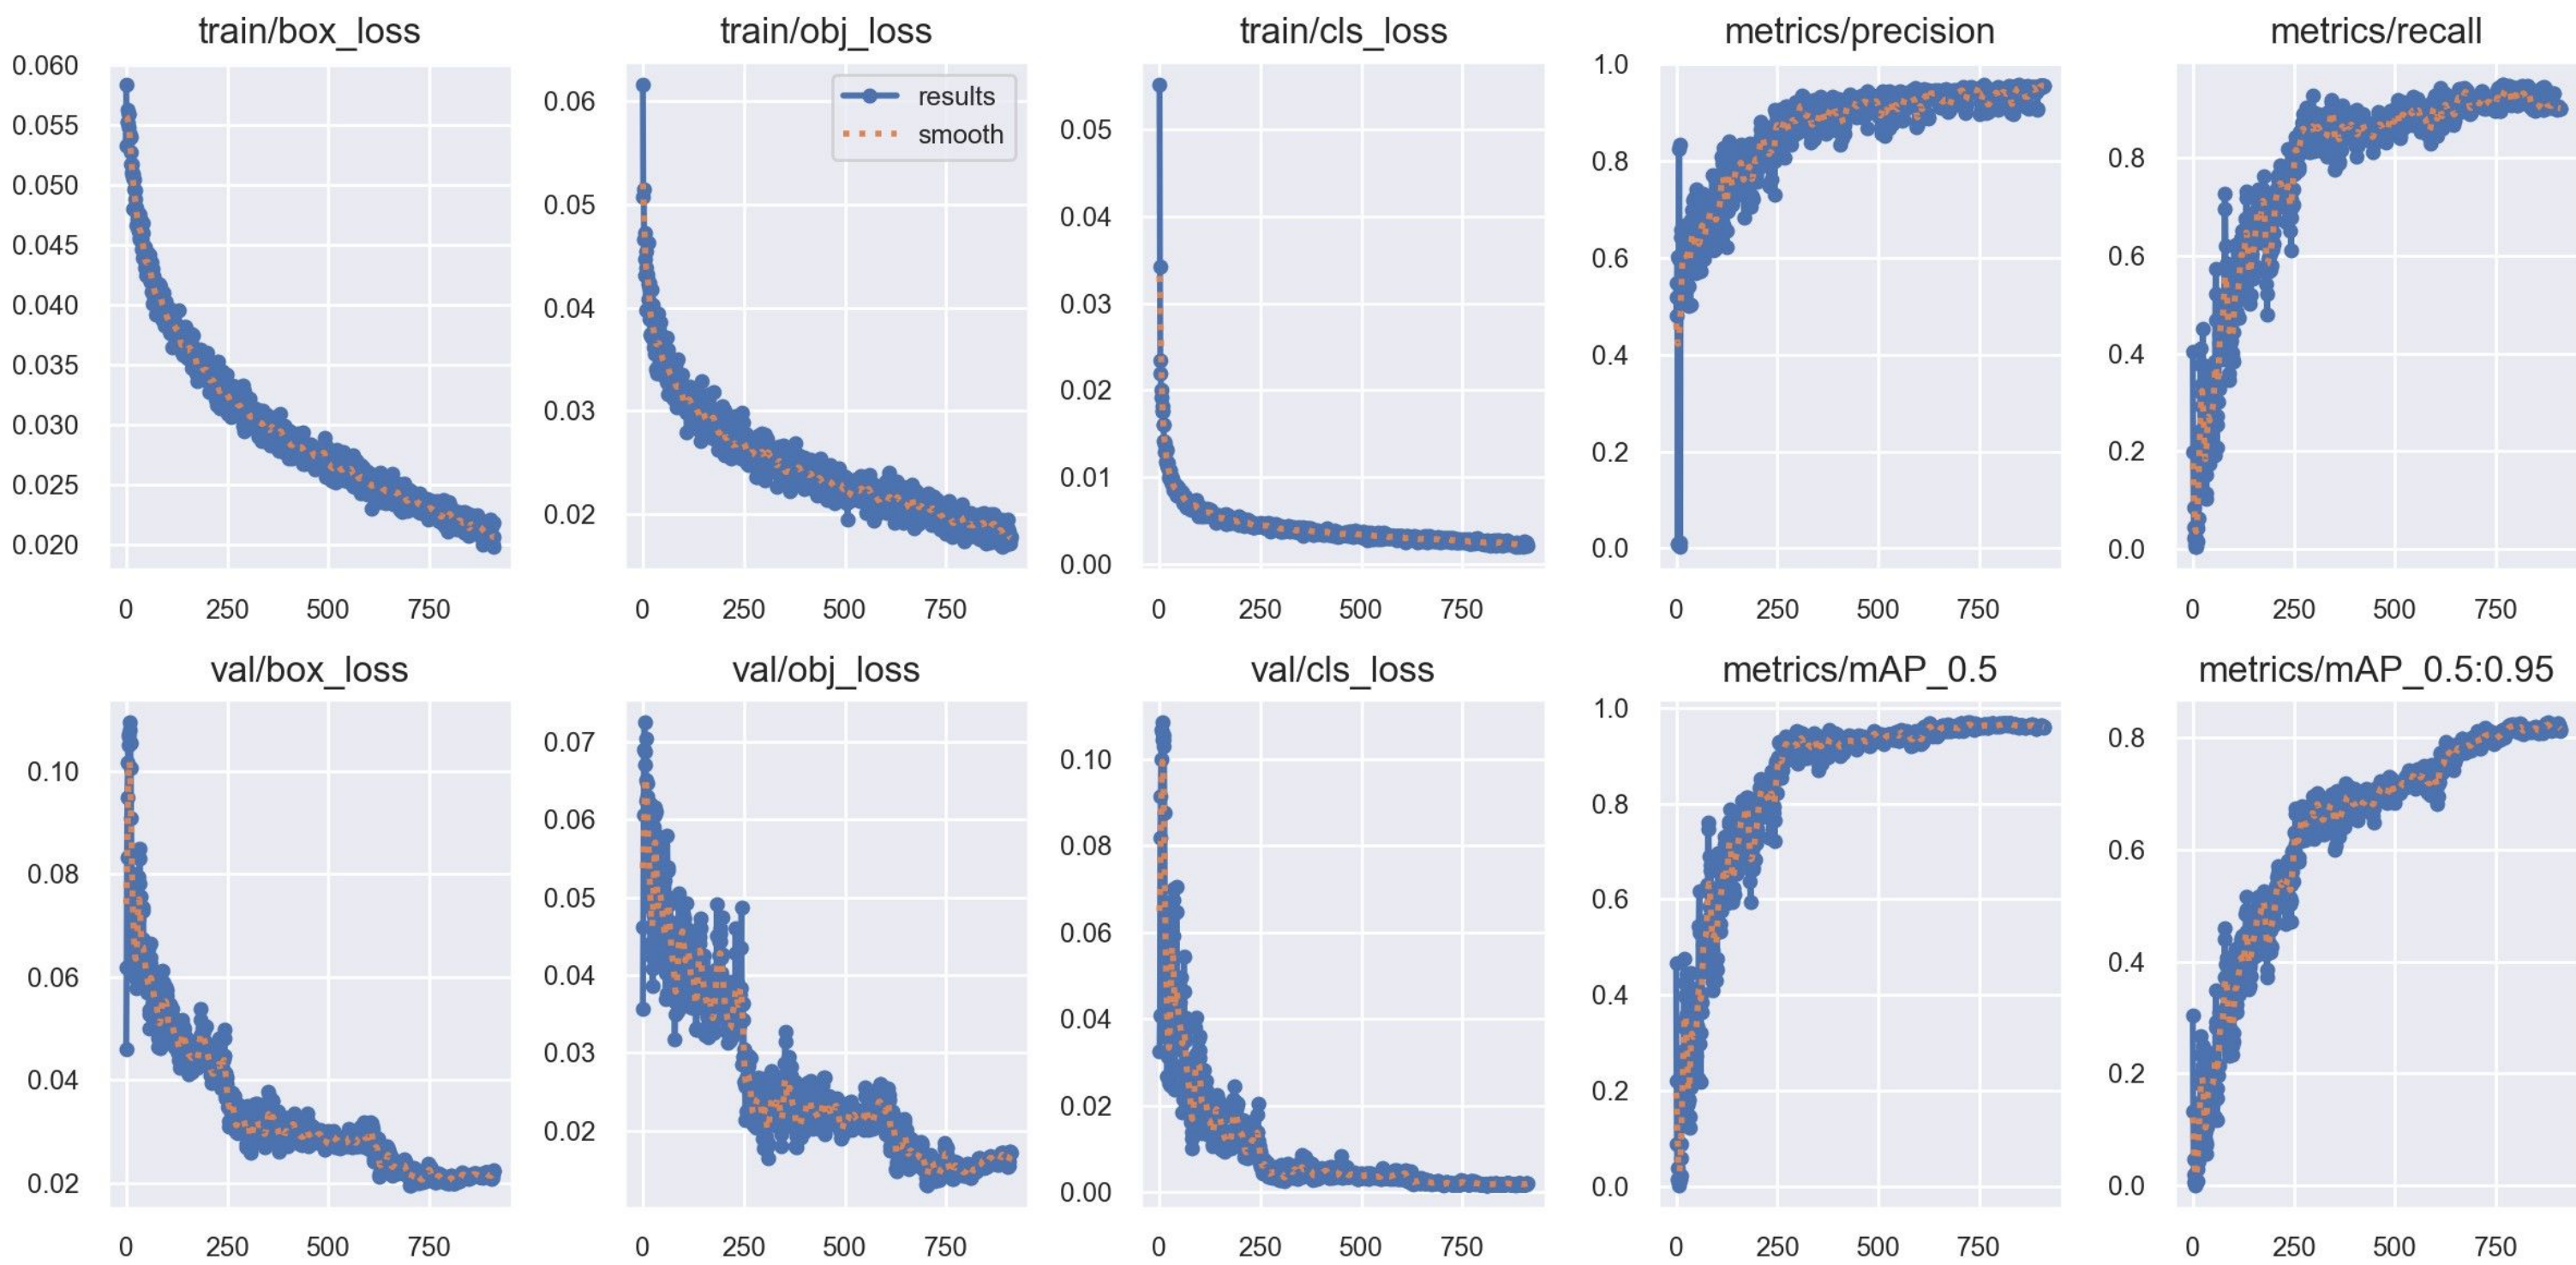 train/box_loss
0.060
0.055
0.050
0.045
0.040
0.035
0.030
0.025
0.020
0 250 500 750
train/obj_loss
results
smooth
0.06
0.05
0.04
0.03
0.02
0 250 500 750
train/cls_loss
0.05
0.04
0.03
0.02
0.01
0.00
0 250 500 750
metrics/precision
1.0
0.8
0.6
0.4
0.2
0.0
0 250 500 750
metrics/recall
0.8
0.6
0.4
0.2
0.0
0 250 500 750
val/box_loss
0.10
0.08
0.06
0.04
0.02
0 250 500 750
val/obj_loss
0.07
0.06
0.05
0.04
0.03
0.02
0 250 500 750
val/cls_loss
0.10
0.08
0.06
0.04
0.02
0.00
0 250 500 750
metrics/mAP_0.5
1.0
0.8
0.6
0.4
0.2
0.0
0 250 500 750
metrics/mAP_0.5:0.95
0.8
0.6
0.4
0.2
0.0
0 250 500 750